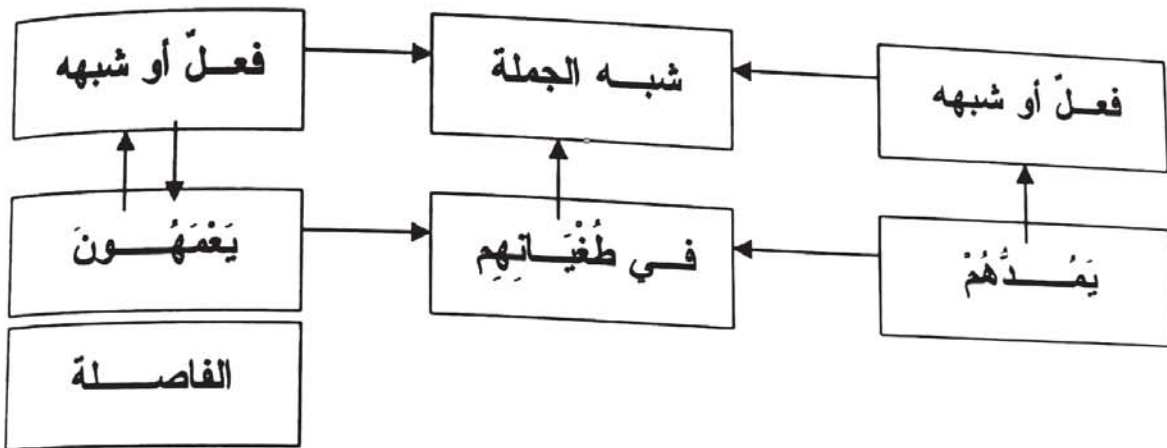 فعلٌ أو شبهه
شبه الجملة
فعلٌ أو شبهه
يَمُدُّهُمْ
في طُغْيَانِهِم
يَعْمَهُونَ
الفاصلة